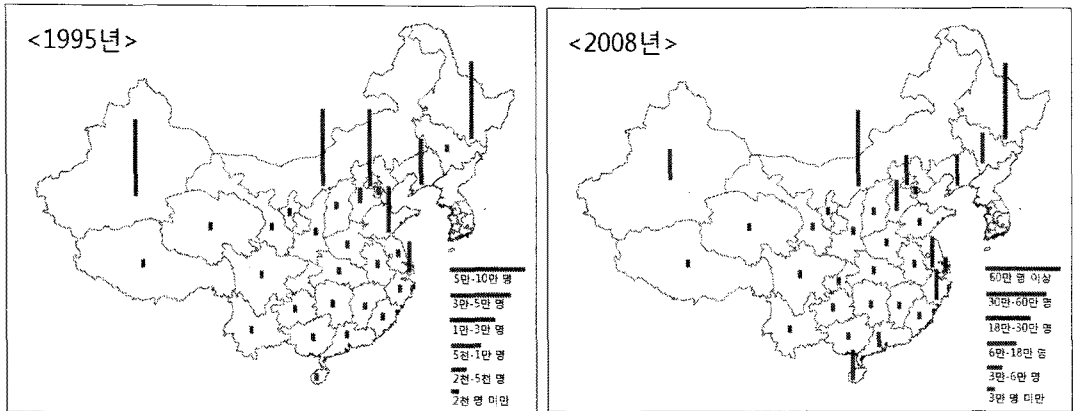 <1995년>
5만-10만 명
3만-5만 명
1만-3만 명
5천-1만 명
2천-5천 명
2천 명 미만
<2008년>
60만 명 이상
30만-60만 명
18만-30만 명
6만-18만 명
3만-6만 명
3만 명 미만